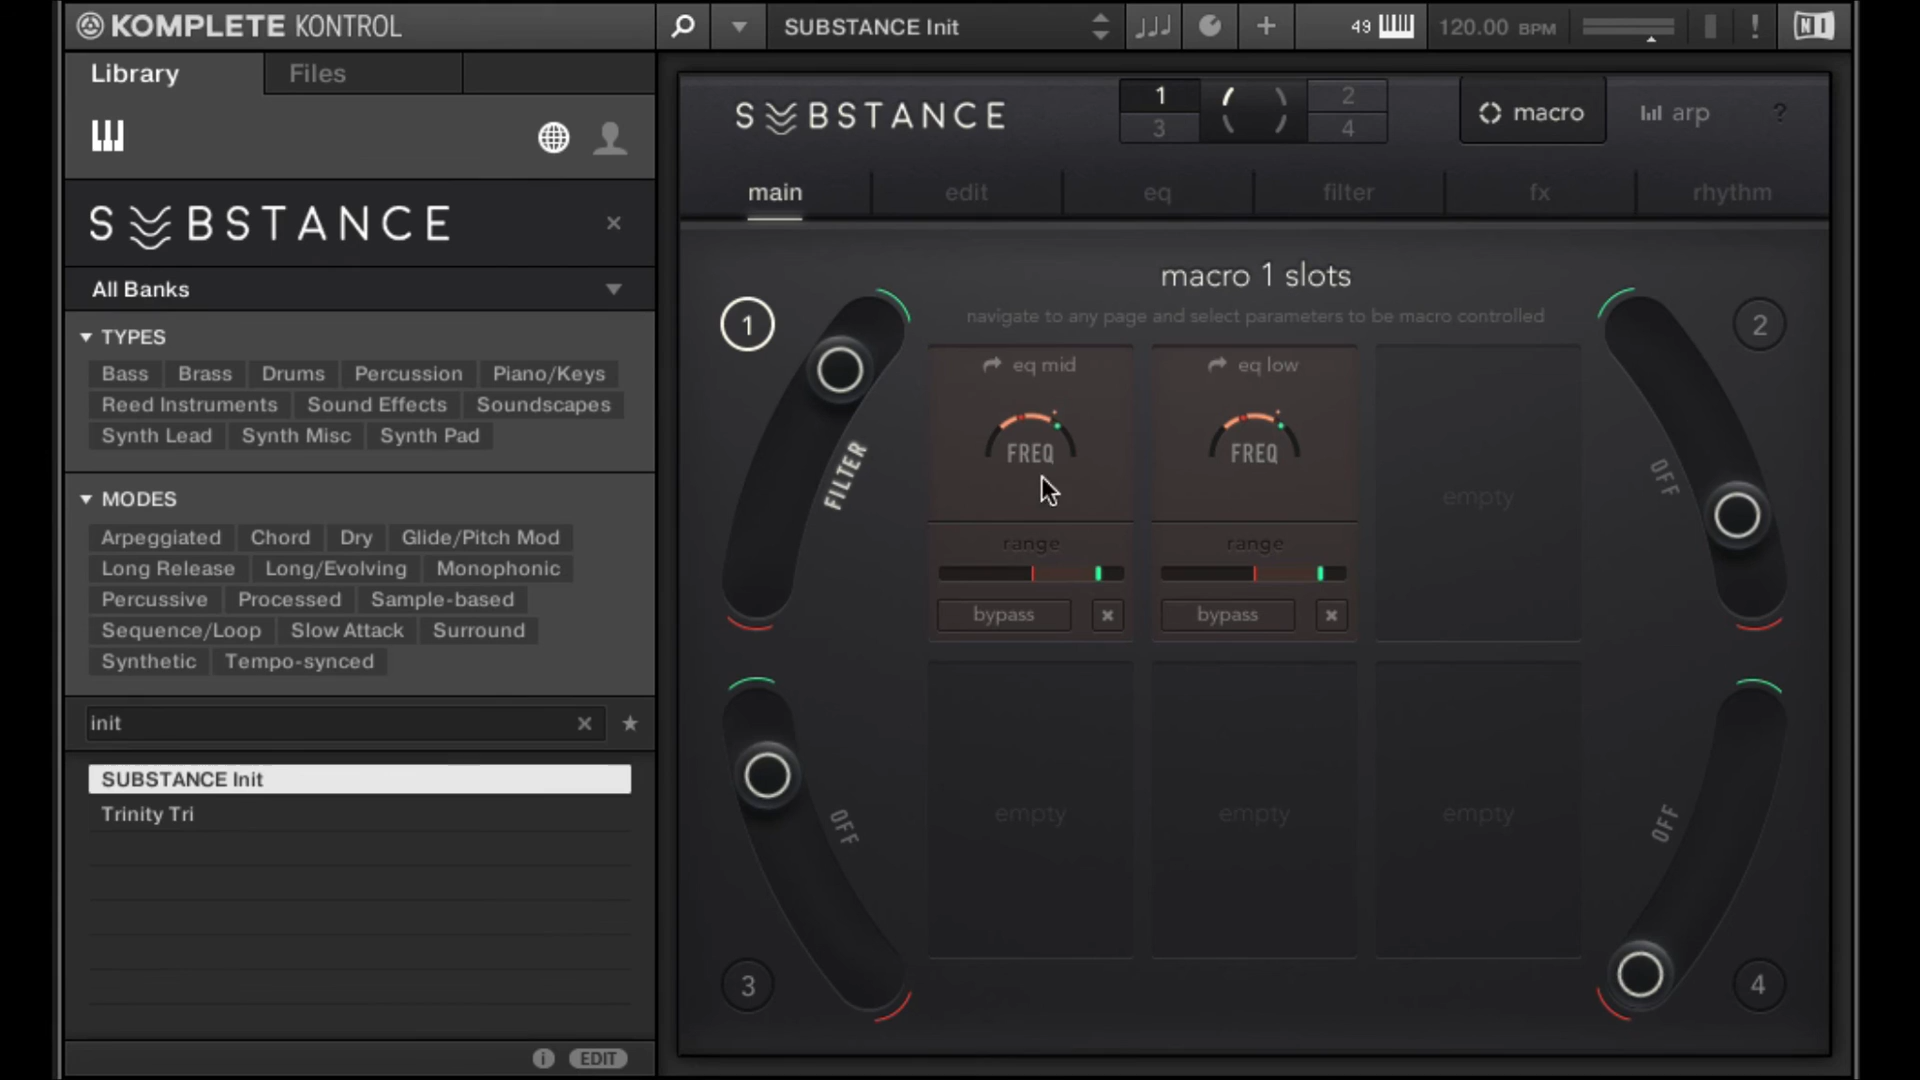 KOMPLETE KONTROL
SUBSTANCE Init
49
120.00 BPM
!
NI
Library
Files
SUBSTANCE
×
All Banks
TYPES
Bass Brass Drums Percussion Piano/Keys
Reed Instruments Sound Effects Soundscapes
Synth Lead Synth Misc Synth Pad
MODES
Arpeggiated Chord Dry Glide/Pitch Mod
Long Release Long/Evolving Monophonic
Percussive Processed Sample-based
Sequence/Loop Slow Attack Surround
Synthetic Tempo-synced
init
SUBSTANCE Init
Trinity Tri
i EDIT
SUBSTANCE
1 2
3 4
macro
arp
?
main edit eq filter fx rhythm
macro 1 slots
navigate to any page and select parameters to be macro controlled
1
2
FILTER
OFF
eq mid
FREQ
range
bypass ×
eq low
FREQ
range
bypass ×
empty
empty
empty
empty
OFF
OFF
3
4